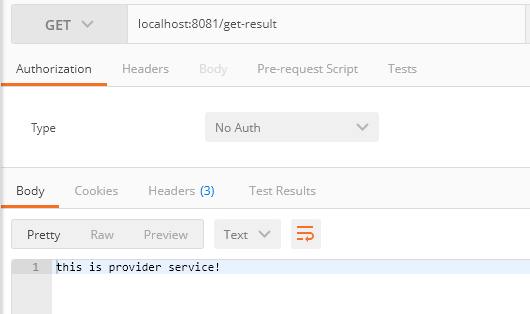 GET localhost:8081/get-result
Authorization Headers Body Pre-request Script Tests
Type No Auth
Body Cookies Headers (3) Test Results
Pretty Raw Preview Text
1 this is provider service!